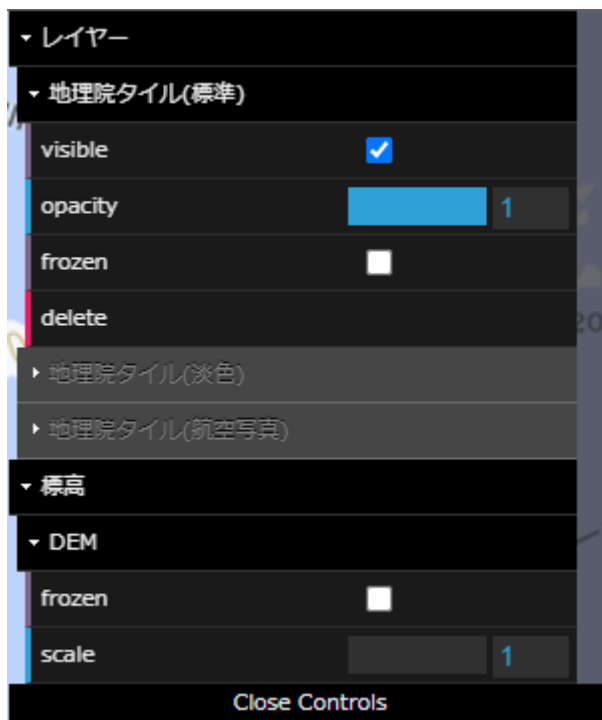 レイヤー
地理院タイル(標準)
visible
opacity 1
frozen
delete
地理院タイル(淡色)
地理院タイル(航空写真)
標高
DEM
frozen
scale 1
Close Controls
20